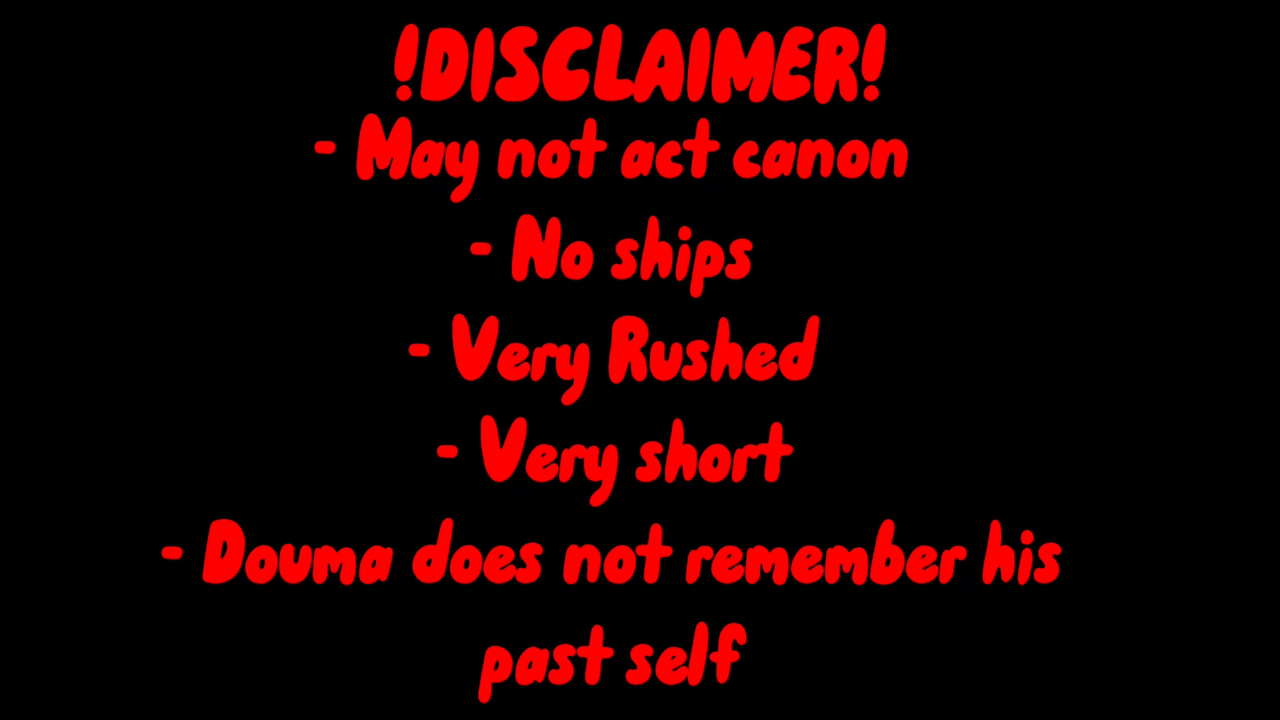 !DISCLAIMER!
- May not act canon
- No ships
- Very Rushed
- Very short
- Douma does not remember his
past self